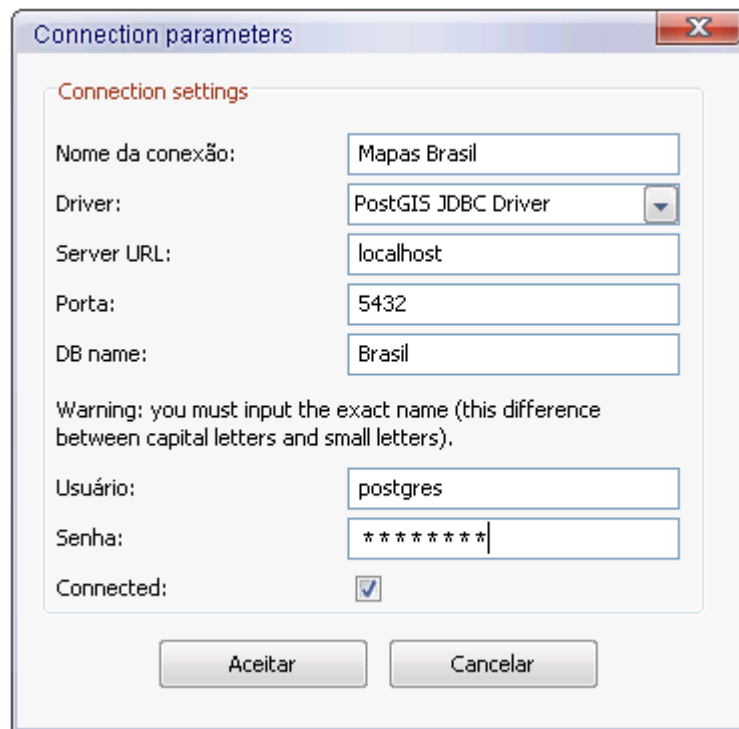 Connection parameters
Connection settings
Nome da conexão: Mapas Brasil
Driver: PostGIS JDBC Driver
Server URL: localhost
Porta: 5432
DB name: Brasil
Warning: you must input the exact name (this difference
between capital letters and small letters).
Usuário: postgres
Senha: ********
Connected:
Aceitar Cancelar